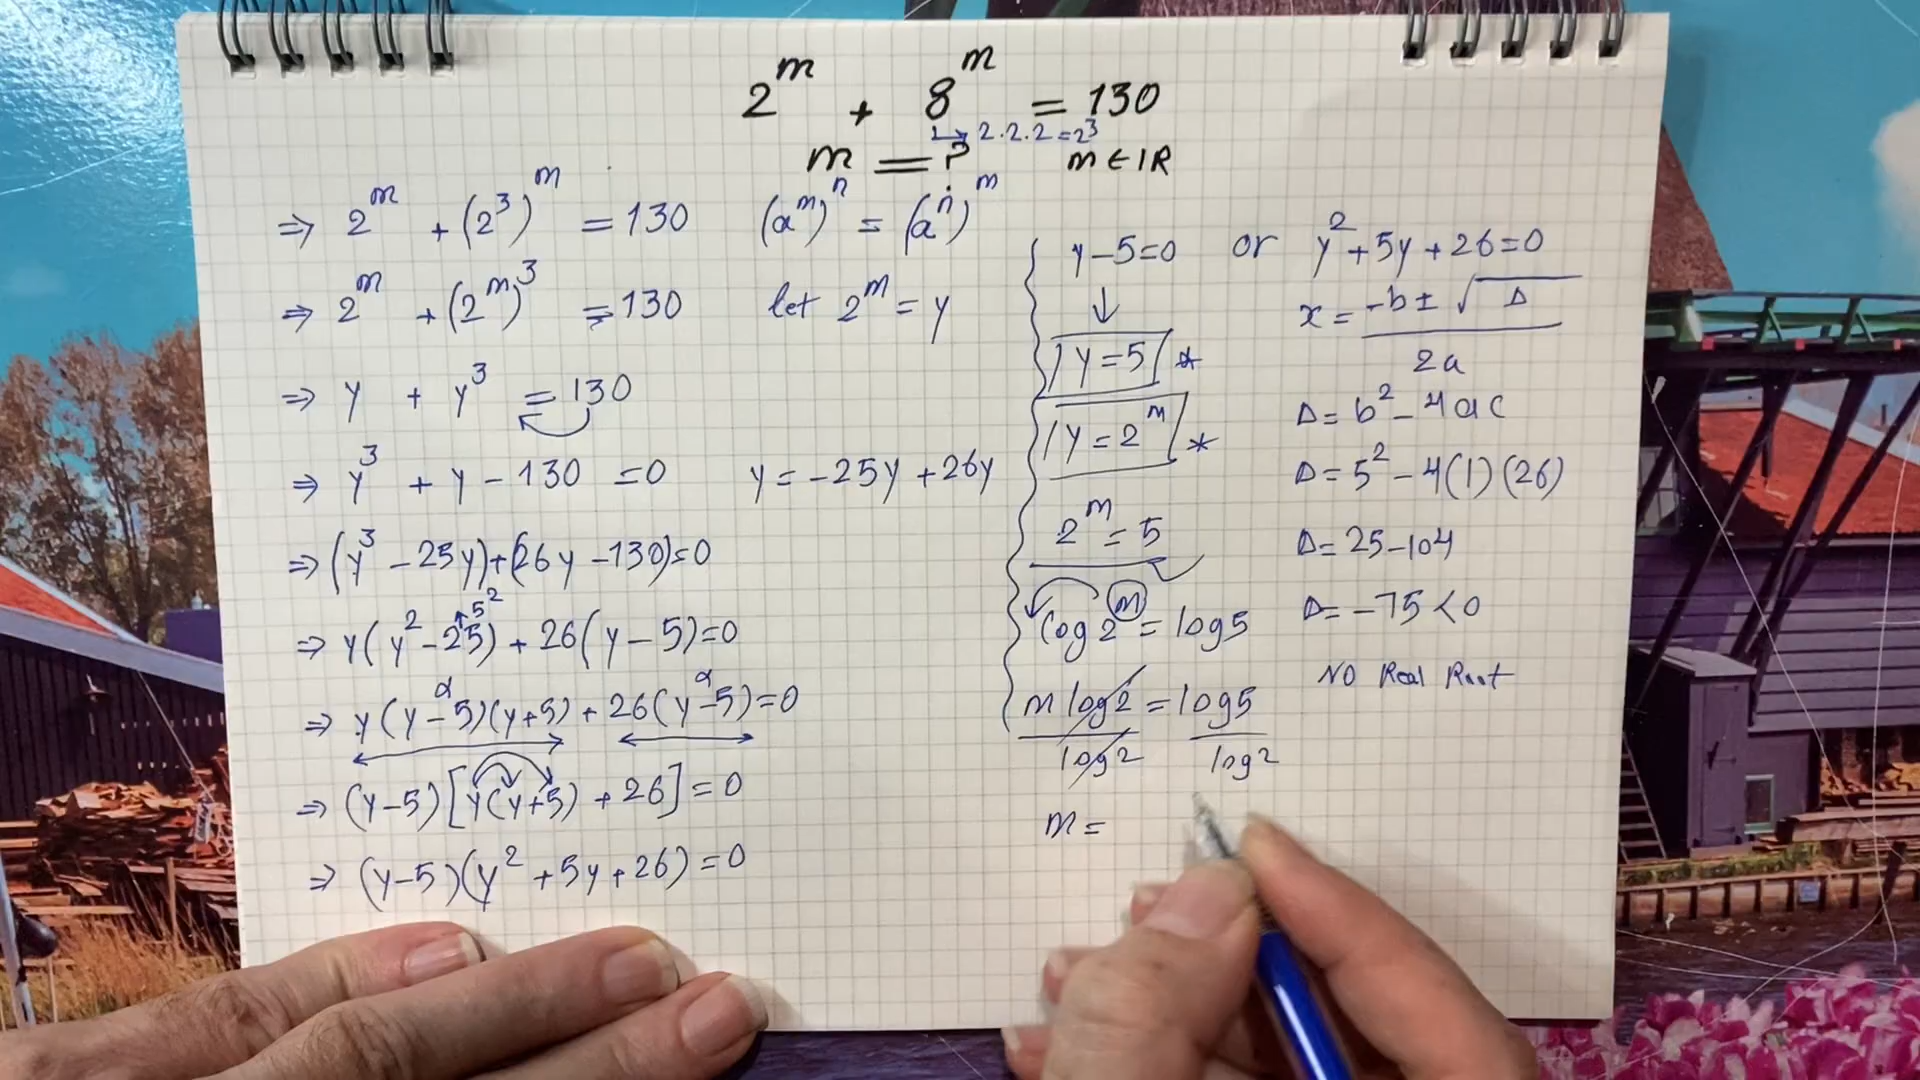 2^m + 8^m = 130
↳ 2.2.2 = 2^3
m = ? m ∈ IR
⇒ 2^m + (2^3)^m = 130 (a^m)^n = (a^n)^m
⇒ 2^m + (2^m)^3 = 130 let 2^m = y
⇒ y + y^3 = 130
⇒ y^3 + y - 130 = 0 y = -25y + 26y
⇒ (y^3 - 25y) + (26y - 130) = 0
⇒ y(y^2 - 25) + 26(y - 5) = 0
↑ 5^2
⇒ y(y - 5)(y + 5) + 26(y - 5) = 0
⇒ (y-5)[y(y+5) + 26] = 0
⇒ (y-5)(y^2 + 5y + 26) = 0
y - 5 = 0 or y^2 + 5y + 26 = 0
↓
y = 5 *
y = 2^m *
2^m = 5
log 2^m = log 5
m log 2 = log 5
log 2 log 2
m =
x = -b ± √Δ
2a
Δ = b^2 - 4ac
Δ = 5^2 - 4(1)(26)
Δ = 25 - 104
Δ = -75 < 0
NO Real Root